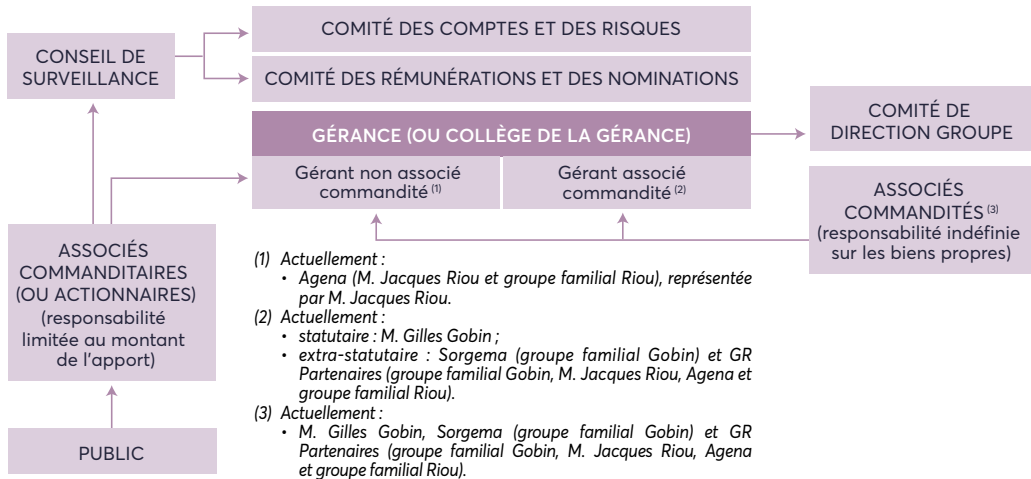 CONSEIL DE
SURVEILLANCE
COMITÉ DES COMPTES ET DES RISQUES
COMITÉ DES RÉMUNÉRATIONS ET DES NOMINATIONS
GÉRANCE (OU COLLÈGE DE LA GÉRANCE)
Gérant non associé
commandité (1)
Gérant associé
commandité (2)
COMITÉ DE
DIRECTION GROUPE
ASSOCIÉS
COMMANDITÉS (3)
(responsabilité indéfinie
sur les biens propres)
ASSOCIÉS
COMMANDITAIRES
(OU ACTIONNAIRES)
(responsabilité
limitée au montant
de l'apport)
PUBLIC
(1) Actuellement :
• Agena (M. Jacques Riou et groupe familial Riou), représentée
par M. Jacques Riou.
(2) Actuellement :
• statutaire : M. Gilles Gobin ;
• extra-statutaire : Sorgema (groupe familial Gobin) et GR
Partenaires (groupe familial Gobin, M. Jacques Riou, Agena et
groupe familial Riou).
(3) Actuellement :
• M. Gilles Gobin, Sorgema (groupe familial Gobin) et GR
Partenaires (groupe familial Gobin, M. Jacques Riou, Agena
et groupe familial Riou).